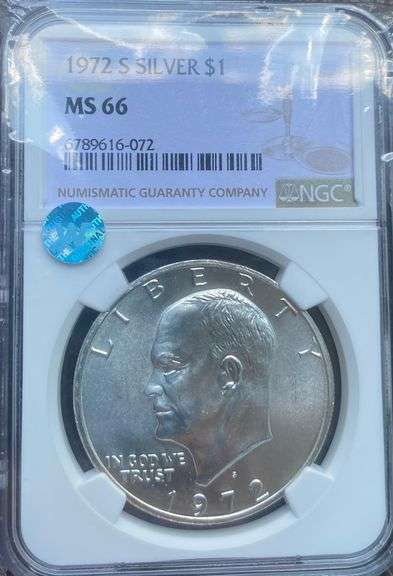 1972 S SILVER $1
MS 66
6789616-072
NUMISMATIC GUARANTY COMPANY
NGC®
LIBERTY
IN GOD WE
TRUST
S
1972